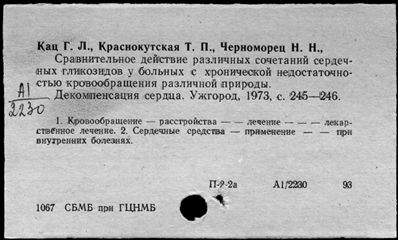 Кац Г. Л., Краснокутская Т. П., Черноморец Н. Н.,
Сравнительное действие различных сочетаний сердеч-
ных гликозидов у больных с хронической недостаточно-
стью кровообращения различной природы.
Декомпенсация сердца. Ужгород, 1973, с. 245—246.
А1/2230
1. Кровообращение — расстройства — — лечение — — — лекар-
ственное лечение. 2. Сердечные средства — применение — — при
внутренних болезнях.
П-2-2а А1/2230 93
1067 СБМБ при ГЦНМБ